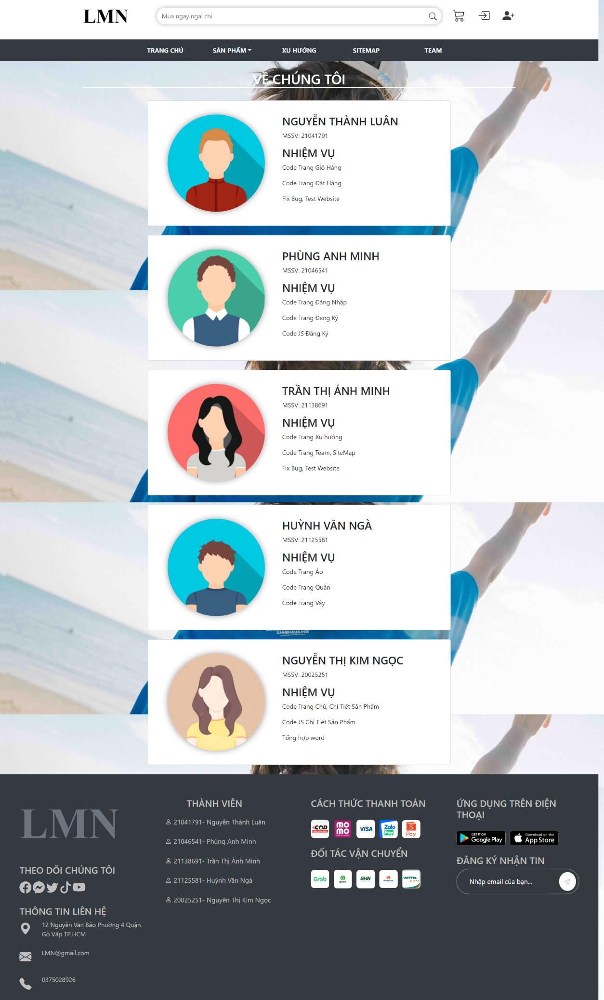 LMN
Mua ngay ngại chi
TRANG CHỦ SẢN PHẨM XU HƯỚNG SITEMAP TEAM
VỀ CHÚNG TÔI
NGUYỄN THÀNH LUÂN
MSSV: 21041791
NHIỆM VỤ
Code Trang Giỏ Hàng
Code Trang Đặt Hàng
Fix Bug, Test Website
PHÙNG ANH MINH
MSSV: 21046541
NHIỆM VỤ
Code Trang Đăng Nhập
Code Trang Đăng Ký
Code JS Đăng Ký
TRẦN THỊ ÁNH MINH
MSSV: 21138691
NHIỆM VỤ
Code Trang Xu hướng
Code Trang Team, SiteMap
Fix Bug, Test Website
HUỲNH VĂN NGÀ
MSSV: 21125581
NHIỆM VỤ
Code Trang Áo
Code Trang Quần
Code Trang Váy
SUMMER-NEVER-ENDS
NGUYỄN THỊ KIM NGỌC
MSSV: 20025251
NHIỆM VỤ
Code Trang Chủ, Chi Tiết Sản Phẩm
Code JS Chi Tiết Sản Phẩm
Tổng hợp word
LMN
THEO DÕI CHÚNG TÔI
THÔNG TIN LIÊN HỆ
12 Nguyễn Văn Bảo Phường 4 Quận
Gò Vấp TP.HCM
LMN@gmail.com
0375028926
THÀNH VIÊN
21041791- Nguyễn Thành Luân
21046541- Phùng Anh Minh
21138691- Trần Thị Ánh Minh
21125581- Huỳnh Văn Ngà
20025251- Nguyễn Thị Kim Ngọc
CÁCH THỨC THANH TOÁN
COD
mo
mo
VISA
Zalo
Pay
S
Pay
ĐỐI TÁC VẬN CHUYỂN
Grab
gojek
GHN
AhaMove
VIETTEL
post
ỨNG DỤNG TRÊN ĐIỆN
THOẠI
GET IT ON
Google Play
Download on the
App Store
ĐĂNG KÝ NHẬN TIN
Nhập email của bạn...